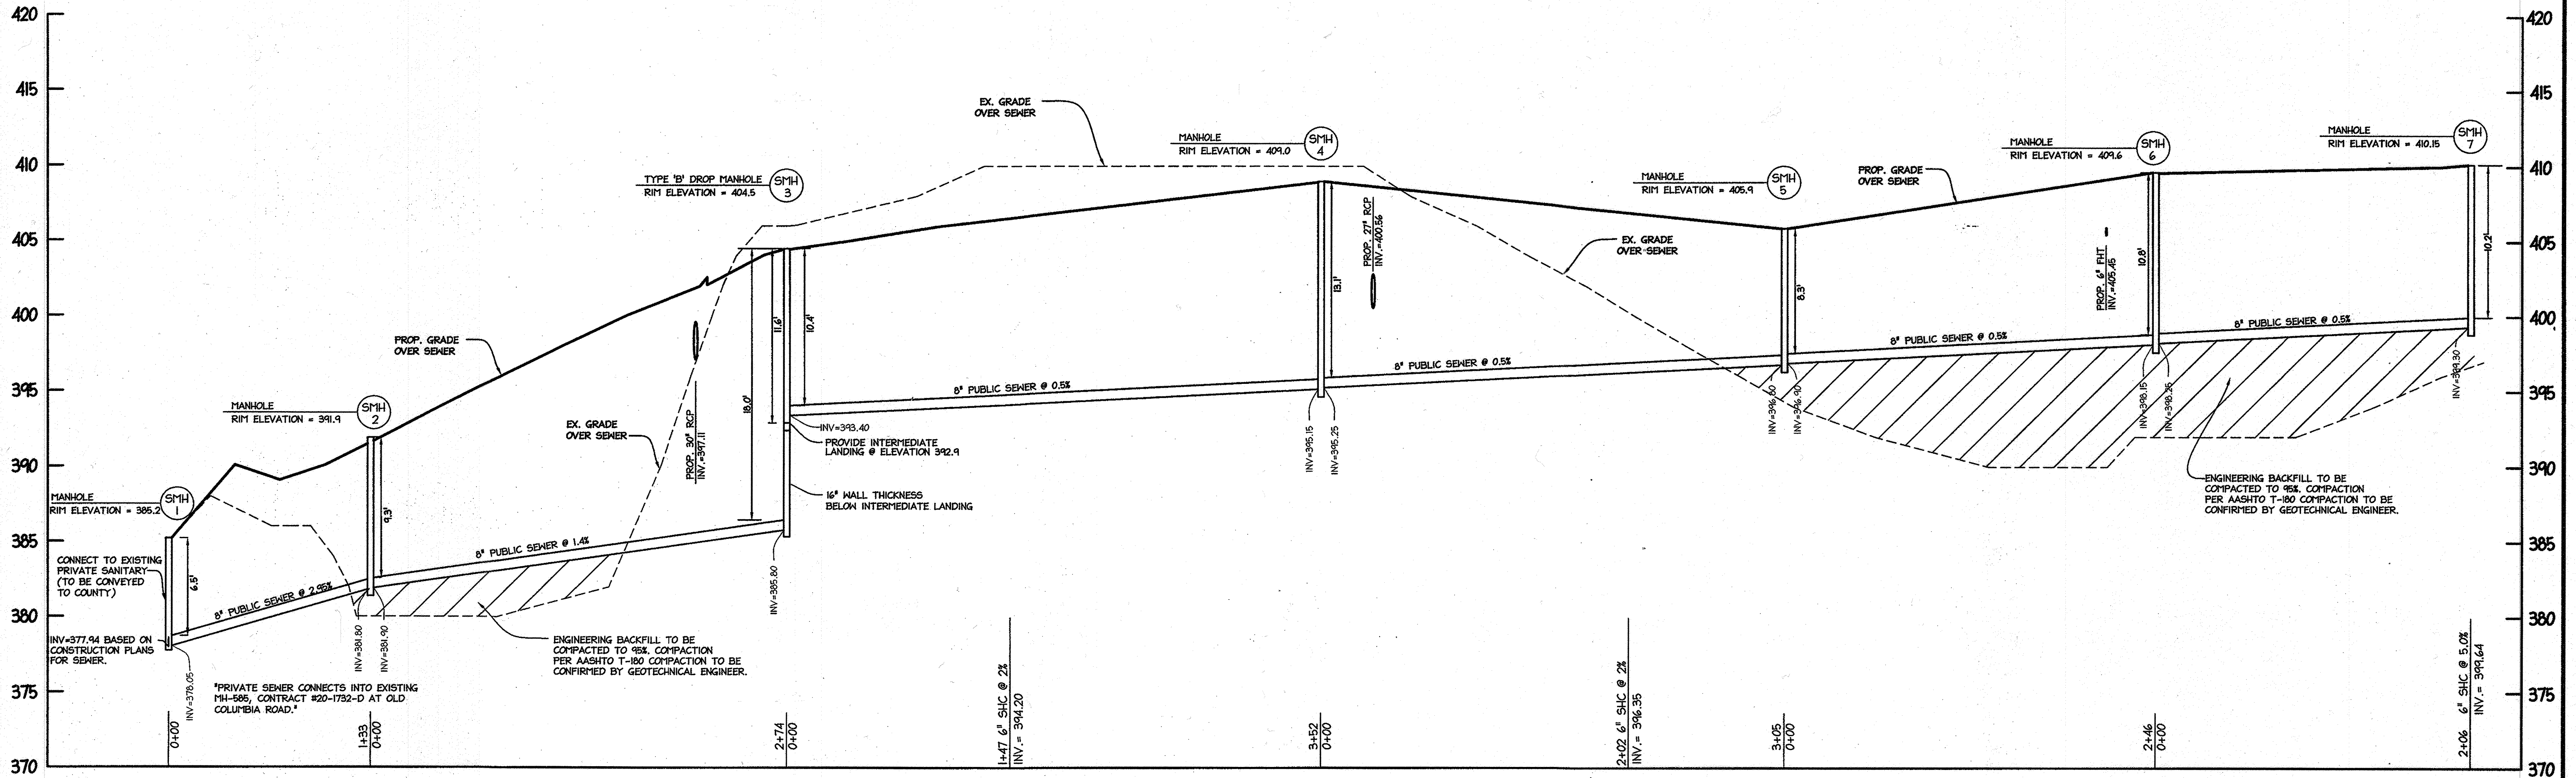 420
415
410
405
400
395
390
385
380
375
370
420
415
410
405
400
395
390
385
380
375
370
MANHOLE
RIM ELEVATION = 385.2
SMH
1
CONNECT TO EXISTING
PRIVATE SANITARY
(TO BE CONVEYED
TO COUNTY)
6.5'
INV=377.94 BASED ON
CONSTRUCTION PLANS
FOR SEWER.
INV=378.05
8" PUBLIC SEWER @ 2.95%
"PRIVATE SEWER CONNECTS INTO EXISTING
MH-585, CONTRACT #20-1732-D AT OLD
COLUMBIA ROAD."
0+00
MANHOLE
RIM ELEVATION = 391.9
SMH
2
9.3'
INV=381.80
INV=381.90
1+33
0+00
PROP. GRADE
OVER SEWER
8" PUBLIC SEWER @ 1.4%
ENGINEERING BACKFILL TO BE
COMPACTED TO 95%. COMPACTION
PER AASHTO T-180 COMPACTION TO BE
CONFIRMED BY GEOTECHNICAL ENGINEER.
EX. GRADE
OVER SEWER
PROP. 30" RCP
INV.=397.11
TYPE 'B' DROP MANHOLE
RIM ELEVATION = 404.5
SMH
3
18.0'
11.6'
10.4'
INV=393.40
PROVIDE INTERMEDIATE
LANDING @ ELEVATION 392.9
16" WALL THICKNESS
BELOW INTERMEDIATE LANDING
INV=385.80
2+74
0+00
EX. GRADE
OVER SEWER
8" PUBLIC SEWER @ 0.5%
1+47 6" SHC @ 2%
INV.= 394.20
MANHOLE
RIM ELEVATION = 409.0
SMH
4
13.1'
PROP. 27" RCP
INV.=400.56
INV=395.15
INV=395.25
3+52
0+00
8" PUBLIC SEWER @ 0.5%
EX. GRADE
OVER SEWER
2+02 6" SHC @ 2%
INV.= 396.35
MANHOLE
RIM ELEVATION = 405.9
SMH
5
8.3'
INV=396.80
INV=396.90
3+05
0+00
PROP. GRADE
OVER SEWER
8" PUBLIC SEWER @ 0.5%
MANHOLE
RIM ELEVATION = 409.6
SMH
6
PROP. 6" FHT
INV.=405.45
10.8'
INV=398.15
INV=398.25
2+46
0+00
8" PUBLIC SEWER @ 0.5%
ENGINEERING BACKFILL TO BE
COMPACTED TO 95%. COMPACTION
PER AASHTO T-180 COMPACTION TO BE
CONFIRMED BY GEOTECHNICAL ENGINEER.
MANHOLE
RIM ELEVATION = 410.15
SMH
7
10.2'
INV=399.30
2+06 6" SHC @ 5.0%
INV.= 399.64